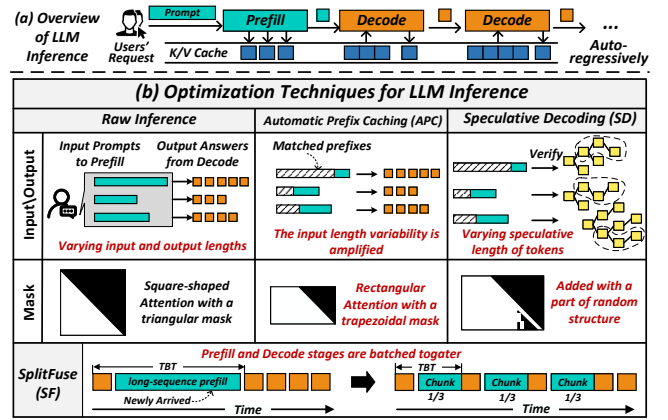 (a) Overview
of LLM
Inference
Users'
Request
Prompt
Prefill
Decode
Decode
...
K/V Cache
Auto-
regressively
(b) Optimization Techniques for LLM Inference
Raw Inference
Automatic Prefix Caching (APC)
Speculative Decoding (SD)
Input\Output
Input Prompts
to Prefill
Output Answers
from Decode
Varying input and output lengths
Matched prefixes
The input length variability is
amplified
Verify
Varying speculative
length of tokens
Mask
Square-shaped
Attention with a
triangular mask
Rectangular
Attention with a
trapezoidal mask
Added with a
part of random
structure
SplitFuse
(SF)
Prefill and Decode stages are batched togater
TBT
long-sequence prefill
Newly Arrived
Time
TBT
Chunk
Chunk
Chunk
1/3
1/3
1/3
Time